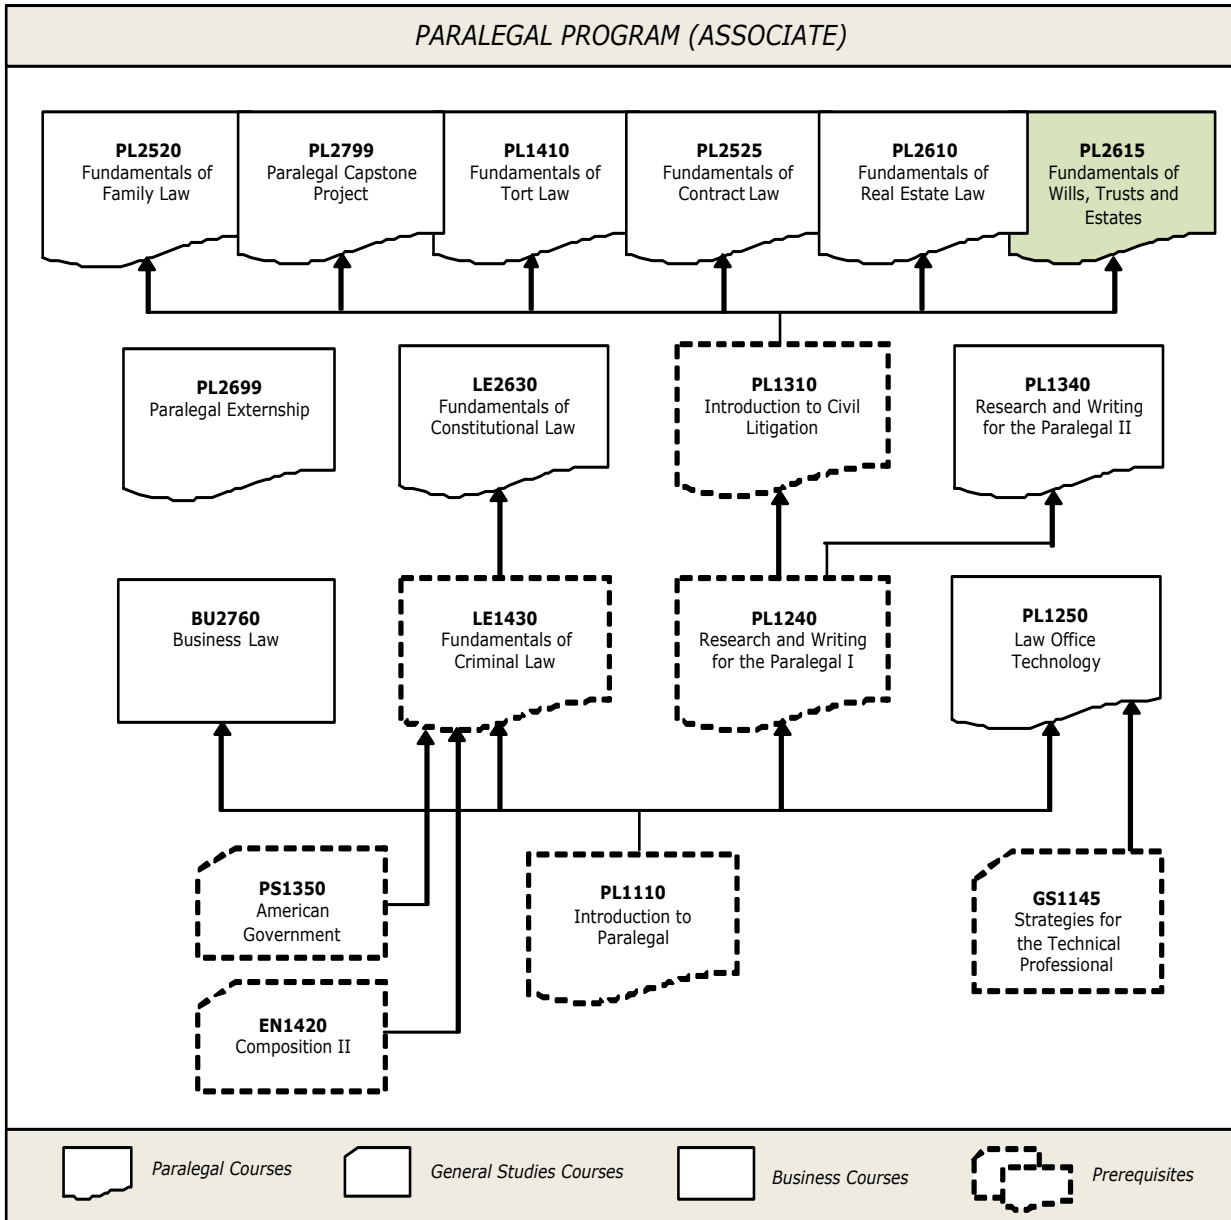 PARALEGAL PROGRAM (ASSOCIATE)
PL2520
Fundamentals of
Family Law
PL2799
Paralegal Capstone
Project
PL1410
Fundamentals of
Tort Law
PL2525
Fundamentals of
Contract Law
PL2610
Fundamentals of
Real Estate Law
PL2615
Fundamentals of
Wills, Trusts and
Estates
PL2699
Paralegal Externship
LE2630
Fundamentals of
Constitutional Law
PL1310
Introduction to Civil
Litigation
PL1340
Research and Writing
for the Paralegal II
BU2760
Business Law
LE1430
Fundamentals of
Criminal Law
PL1240
Research and Writing
for the Paralegal I
PL1250
Law Office
Technology
PS1350
American
Government
PL1110
Introduction to
Paralegal
GS1145
Strategies for
the Technical
Professional
EN1420
Composition II
Paralegal Courses
General Studies Courses
Business Courses
Prerequisites